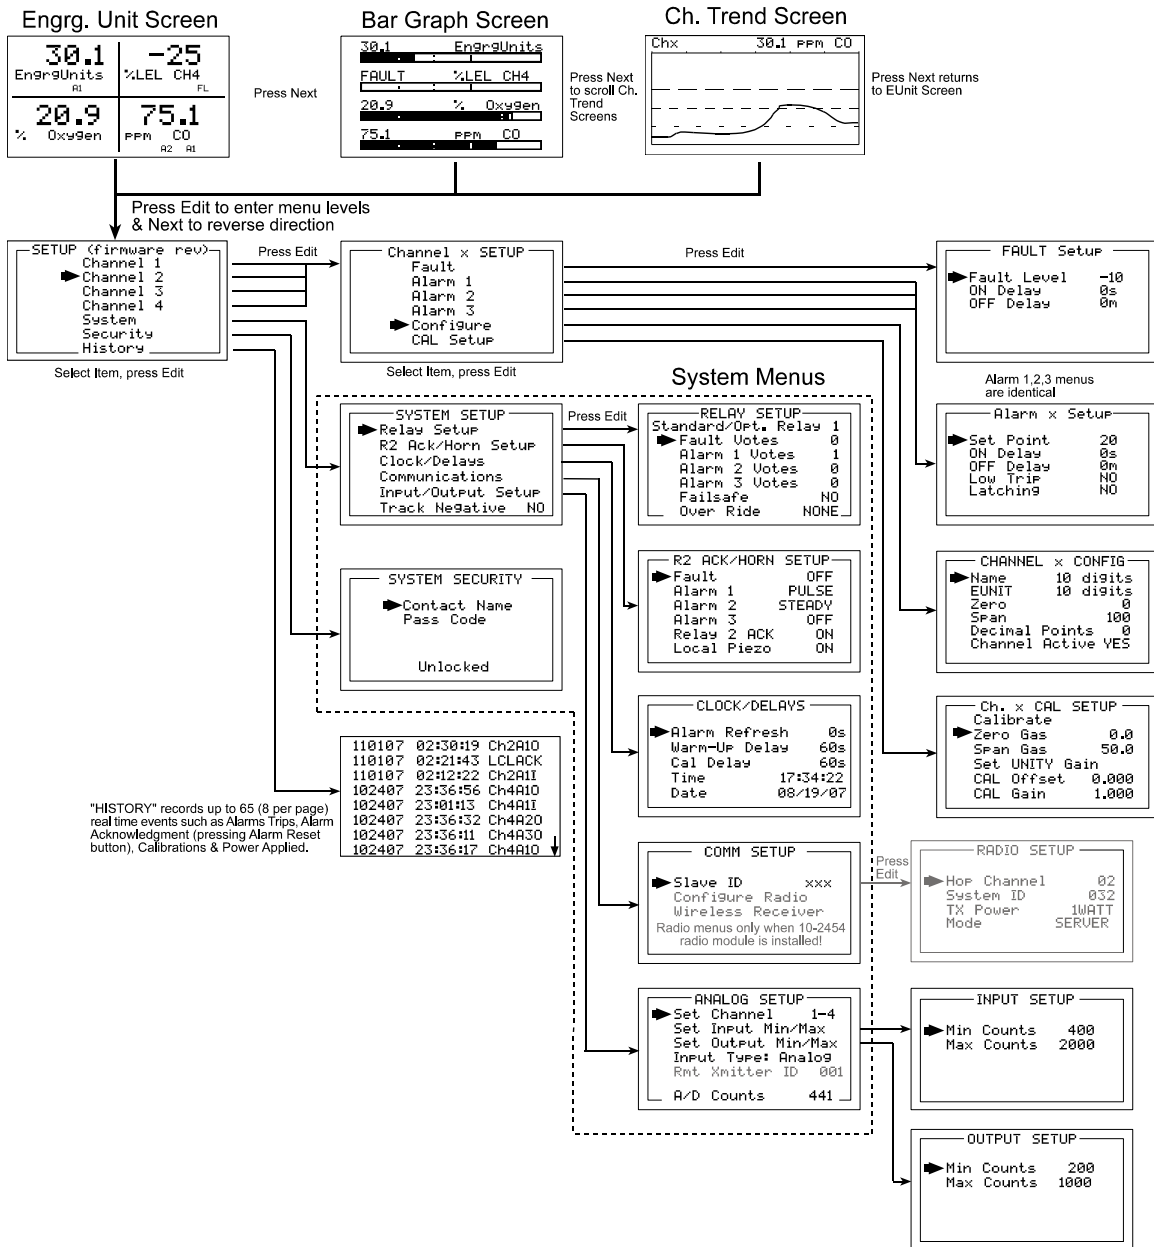 Engrg. Unit Screen
30.1
EngrgUnits
A1
-25
%LEL CH4
FL
20.9
% Oxygen
75.1
PPM CO
A2 A1
Press Next
Bar Graph Screen
30.1 EngrgUnits
FAULT %LEL CH4
20.9 % Oxygen
75.1 PPM CO
Press Next
to scroll Ch.
Trend
Screens
Ch. Trend Screen
Chx 30.1 PPM CO
Press Next returns
to EUnit Screen
Press Edit to enter menu levels
& Next to reverse direction
SETUP (firmware rev)
Channel 1
Channel 2
Channel 3
Channel 4
System
Security
History
Select Item, press Edit
Press Edit
Channel x SETUP
Fault
Alarm 1
Alarm 2
Alarm 3
Configure
CAL Setup
Select Item, press Edit
Press Edit
FAULT Setup
Fault Level -10
ON Delay 0s
OFF Delay 0m
Alarm 1,2,3 menus
are identical
Alarm x Setup
Set Point 20
ON Delay 0s
OFF Delay 0m
Low Trip NO
Latching NO
CHANNEL x CONFIG
Name 10 digits
EUNIT 10 digits
Zero 0
Span 100
Decimal Points 0
Channel Active YES
Ch. x CAL SETUP
Calibrate
Zero Gas 0.0
Span Gas 50.0
Set UNITY Gain
CAL Offset 0.000
CAL Gain 1.000
System Menus
SYSTEM SETUP
Relay Setup
R2 Ack/Horn Setup
Clock/Delays
Communications
Input/Output Setup
Track Negative NO
Press Edit
RELAY SETUP
Standard/Opt. Relay 1
Fault Votes 0
Alarm 1 Votes 1
Alarm 2 Votes 0
Alarm 3 Votes 0
Failsafe NO
Over Ride NONE
R2 ACK/HORN SETUP
Fault OFF
Alarm 1 PULSE
Alarm 2 STEADY
Alarm 3 OFF
Relay 2 ACK ON
Local Piezo ON
SYSTEM SECURITY
Contact Name
Pass Code
Unlocked
CLOCK/DELAYS
Alarm Refresh 0s
Warm-Up Delay 60s
Cal Delay 60s
Time 17:34:22
Date 08/19/07
110107 02:30:19 Ch2A1O
110107 02:21:43 LCLACK
110107 02:12:22 Ch2A1I
102407 23:36:56 Ch4A1O
102407 23:01:13 Ch4A1I
102407 23:36:32 Ch4A2O
102407 23:36:11 Ch4A3O
102407 23:36:17 Ch4A1O
"HISTORY" records up to 65 (8 per page)
real time events such as Alarms Trips, Alarm
Acknowledgment (pressing Alarm Reset
button), Calibrations & Power Applied.
COMM SETUP
Slave ID xxx
Configure Radio
Wireless Receiver
Radio menus only when 10-2454
radio module is installed!
Press
Edit
RADIO SETUP
Hop Channel 02
System ID 032
TX Power 1WATT
Mode SERVER
ANALOG SETUP
Set Channel 1-4
Set Input Min/Max
Set Output Min/Max
Input Type: Analog
Rmt Xmitter ID 001
A/D Counts 441
INPUT SETUP
Min Counts 400
Max Counts 2000
OUTPUT SETUP
Min Counts 200
Max Counts 1000